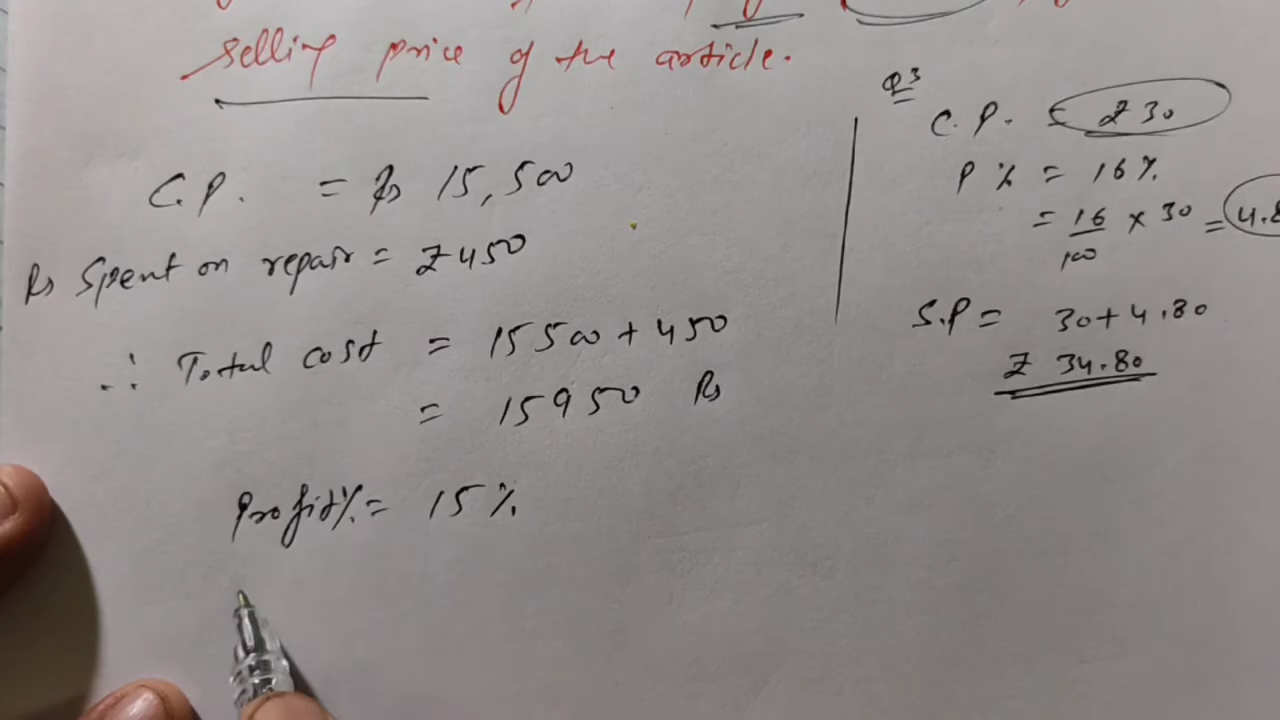 selling price of the article.
C.P. = Rs 15,500
Rs Spent on repair = ₹450
∴ Total cost = 15500 + 450
= 15950 Rs
Profit% = 15%
Q3
C.P. = ₹30
P% = 16%
= 16/100 × 30 = 4.8
S.P = 30 + 4.80
₹ 34.80